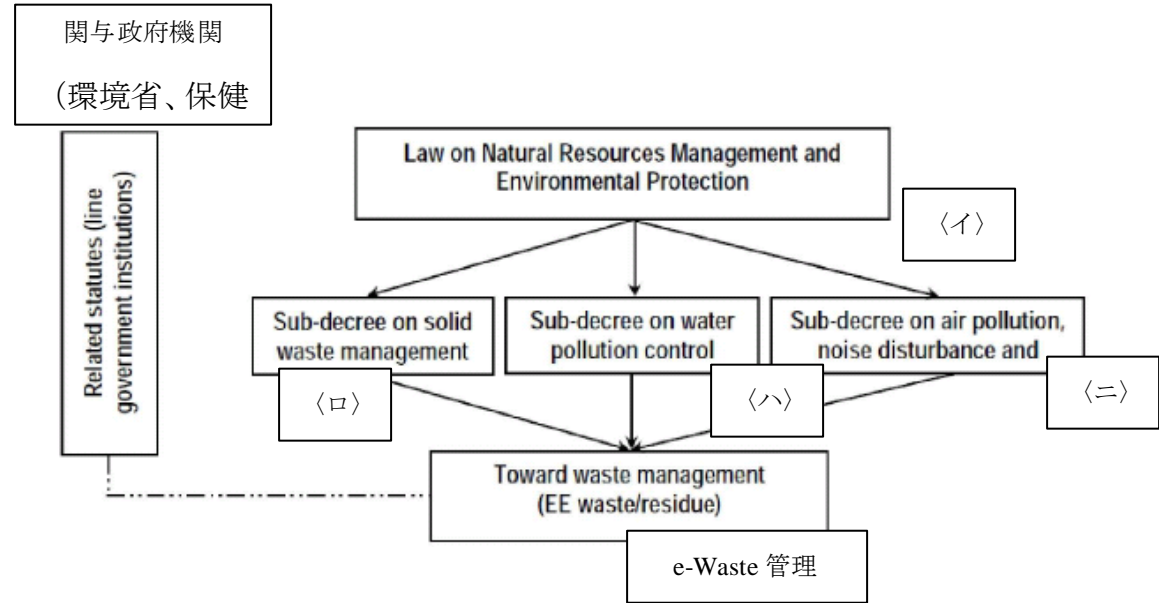 関与政府機関
（環境省、保健
Related statutes (line
government institutions)
Law on Natural Resources Management and
Environmental Protection
〈イ〉
Sub-decree on solid
waste management
Sub-decree on water
pollution control
Sub-decree on air pollution,
noise disturbance and
〈ロ〉
〈ハ〉
〈ニ〉
Toward waste management
(EE waste/residue)
e-Waste 管理